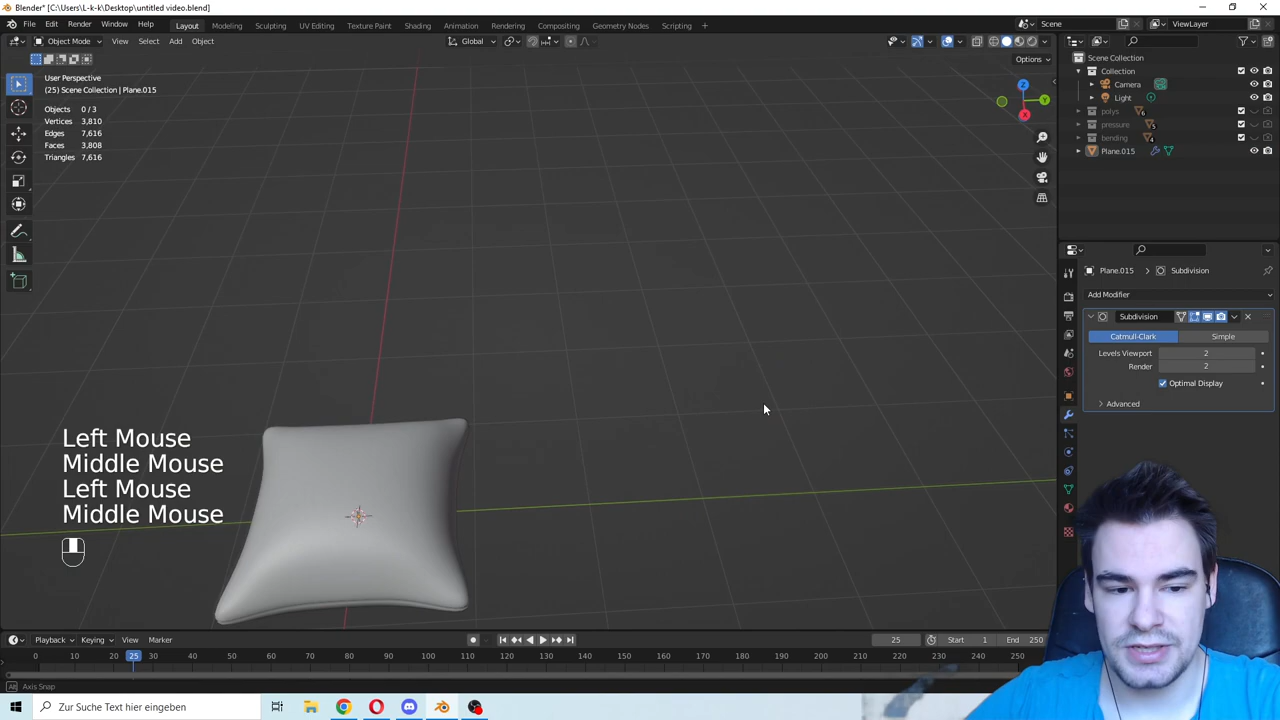 Blender* [C:\Users\L-k-k\Desktop\untitled video.blend]
File Edit Render Window Help Layout Modeling Sculpting UV Editing Texture Paint Shading Animation Rendering Compositing Geometry Nodes Scripting + Scene ViewLayer
Object Mode View Select Add Object Global
Options
User Perspective
(25) Scene Collection | Plane.015
Objects 0 / 3
Vertices 3,810
Edges 7,616
Faces 3,808
Triangles 7,616
Z
Y
X
Scene Collection
Collection
Camera
Light
polys 6
pressure 5
bending 4
Plane.015
Plane.015 > Subdivision
Add Modifier
Subdivision
Catmull-Clark Simple
Levels Viewport 2
Render 2
Optimal Display
Advanced
Left Mouse
Middle Mouse
Left Mouse
Middle Mouse
Playback Keying View Marker 25 Start 1 End 250
0 10 20 25 30 40 50 60 70 80 90 100 110 120 130 140 150 160 170 180 190 200 210 220 230 240 250
Alt Axis Snap
Zur Suche Text hier eingeben